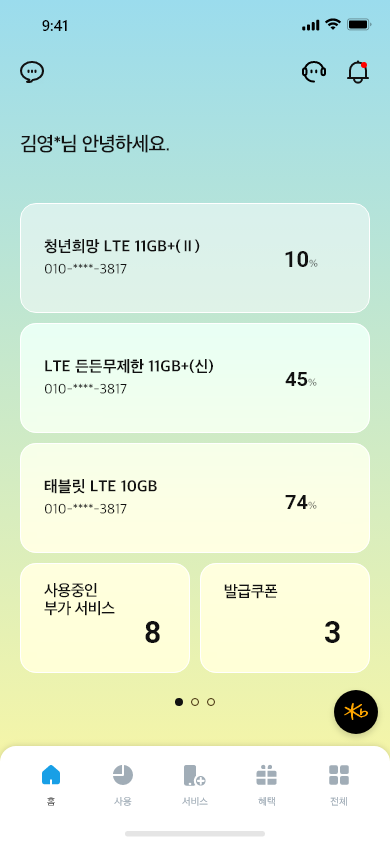 9:41
김영*님 안녕하세요.
청년희망 LTE 11GB+(Ⅱ)
010-****-3817
10%
LTE 든든무제한 11GB+(신)
010-****-3817
45%
태블릿 LTE 10GB
010-****-3817
74%
사용중인
부가 서비스
8
발급쿠폰
3
홈
사용
서비스
혜택
전체